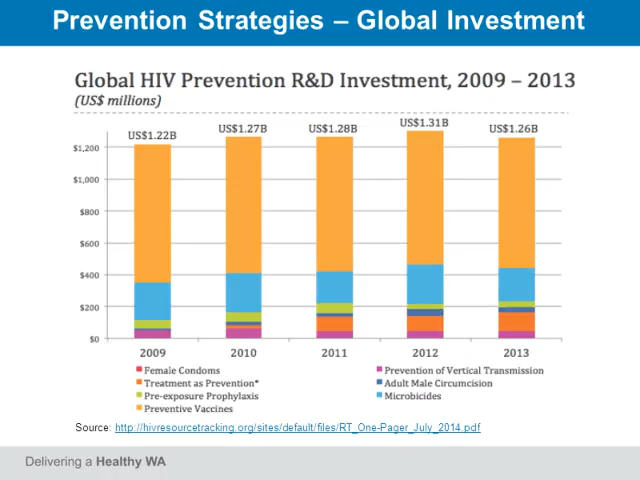 Prevention Strategies – Global Investment
Global HIV Prevention R&D Investment, 2009 – 2013
(US$ millions)
US$1.22B
US$1.27B
US$1.28B
US$1.31B
US$1.26B
$1,200
$1,000
$800
$600
$400
$200
$0
2009
2010
2011
2012
2013
Female Condoms
Prevention of Vertical Transmission
Treatment as Prevention*
Adult Male Circumcision
Pre-exposure Prophylaxis
Microbicides
Preventive Vaccines
Source: http://hivresourcetracking.org/sites/default/files/RT_One-Pager_July_2014.pdf
Delivering a Healthy WA